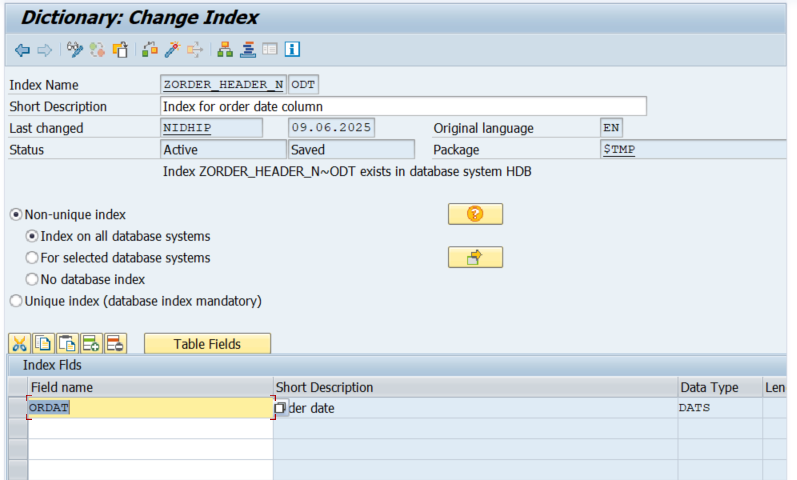 Dictionary: Change Index
Index Name ZORDER_HEADER_N ODT
Short Description Index for order date column
Last changed NIDHIP 09.06.2025 Original language EN
Status Active Saved Package $TMP
Index ZORDER_HEADER_N~ODT exists in database system HDB
Non-unique index
Index on all database systems
For selected database systems
No database index
Unique index (database index mandatory)
Table Fields
Index Flds
Field name Short Description Data Type Len
ORDAT der date DATS